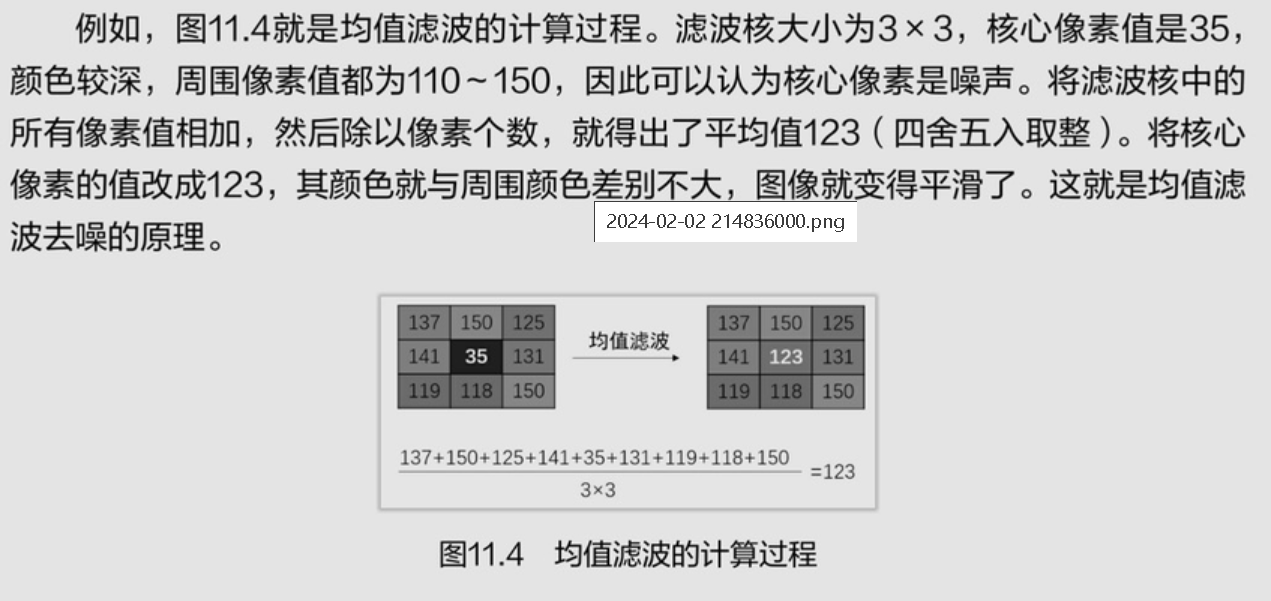 例如，图11.4就是均值滤波的计算过程。滤波核大小为3×3，核心像素值是35，
颜色较深，周围像素值都为110～150，因此可以认为核心像素是噪声。将滤波核中的
所有像素值相加，然后除以像素个数，就得出了平均值123（四舍五入取整）。将核心
像素的值改成123，其颜色就与周围颜色差别不大，图像就变得平滑了。这就是均值滤
2024-02-02 214836000.png
波去噪的原理。
137 150 125
141 35 131
119 118 150
均值滤波
137 150 125
141 123 131
119 118 150
137+150+125+141+35+131+119+118+150
3×3
=123
图11.4 均值滤波的计算过程